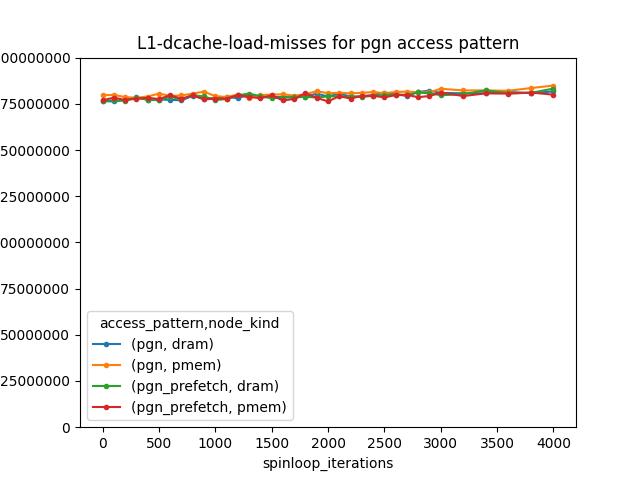 L1-dcache-load-misses for pgn access pattern
00000000
75000000
50000000
25000000
00000000
75000000
50000000
25000000
0
access_pattern,node_kind
(pgn, dram)
(pgn, pmem)
(pgn_prefetch, dram)
(pgn_prefetch, pmem)
0 500 1000 1500 2000 2500 3000 3500 4000
spinloop_iterations